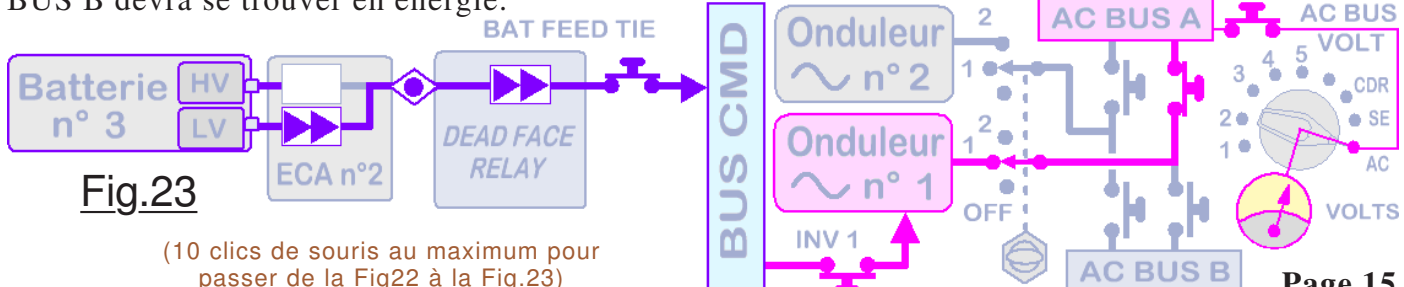 BUS B devra se trouver en énergie.
BAT FEED TIE
Batterie n° 3
HV
LV
ECA n°2
DEAD FACE
RELAY
Fig.23
(10 clics de souris au maximum pour
passer de la Fig22 à la Fig.23)
BUS CMD
Onduleur
n° 2
2
1
Onduleur
n° 1
2
1
OFF
INV 1
AC BUS A
AC BUS B
AC BUS
VOLT
5
4
3
2
1
CDR
SE
AC
VOLTS
Page 15